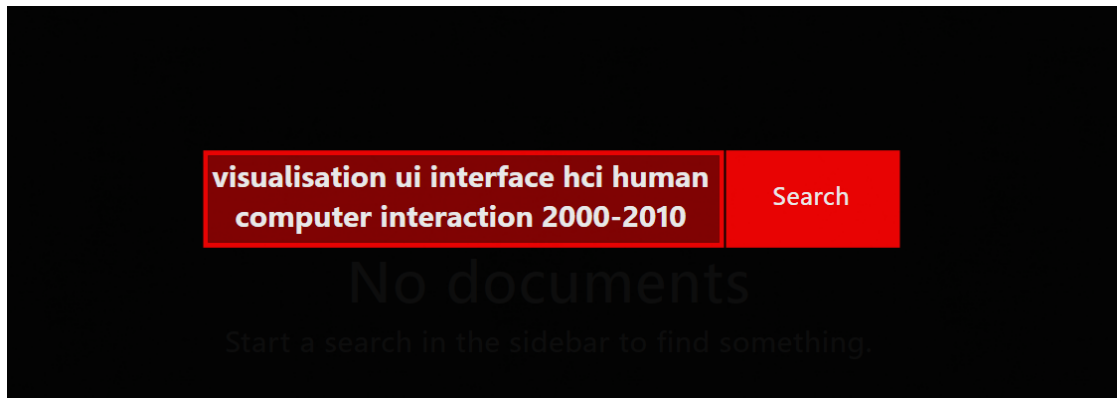 visualisation ui interface hci human
computer interaction 2000-2010
Search
No documents
Start a search in the sidebar to find something.